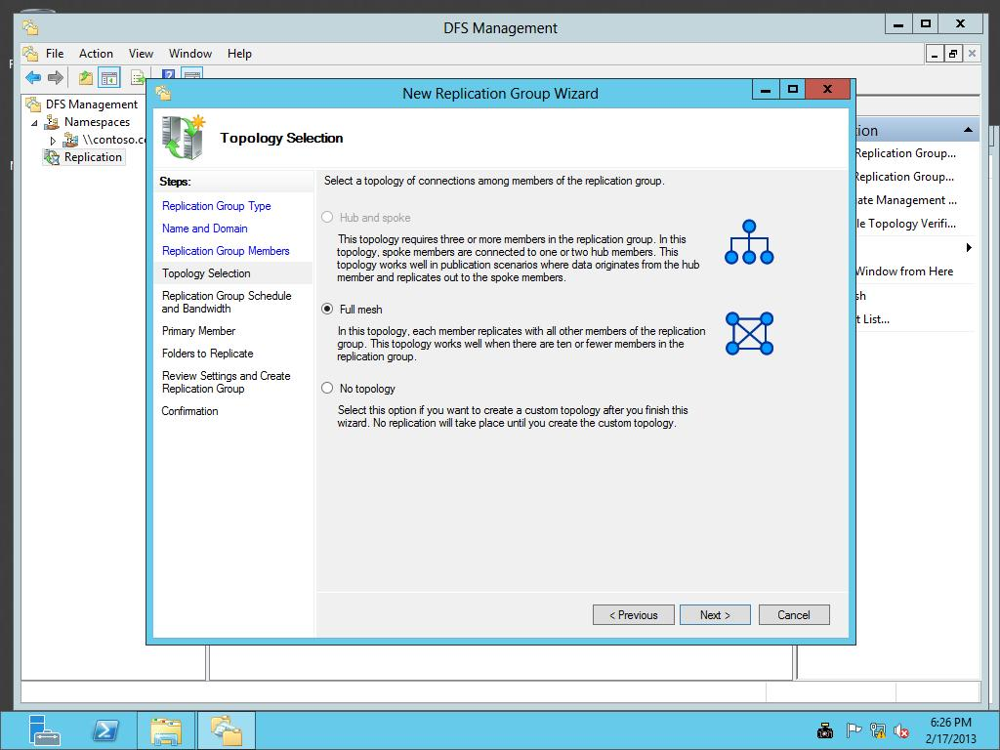 DFS Management
File Action View Window Help
DFS Management
Namespaces
\\contoso.c
Replication
New Replication Group Wizard
Topology Selection
Steps:
Replication Group Type
Name and Domain
Replication Group Members
Topology Selection
Replication Group Schedule
and Bandwidth
Primary Member
Folders to Replicate
Review Settings and Create
Replication Group
Confirmation
Select a topology of connections among members of the replication group.
Hub and spoke
This topology requires three or more members in the replication group. In this
topology, spoke members are connected to one or two hub members. This
topology works well in publication scenarios where data originates from the hub
member and replicates out to the spoke members.
Full mesh
In this topology, each member replicates with all other members of the replication
group. This topology works well when there are ten or fewer members in the
replication group.
No topology
Select this option if you want to create a custom topology after you finish this
wizard. No replication will take place until you create the custom topology.
< Previous
Next >
Cancel
ion
Replication Group...
Replication Group...
ate Management ...
le Topology Verifi...
Window from Here
sh
t List...
6:26 PM
2/17/2013